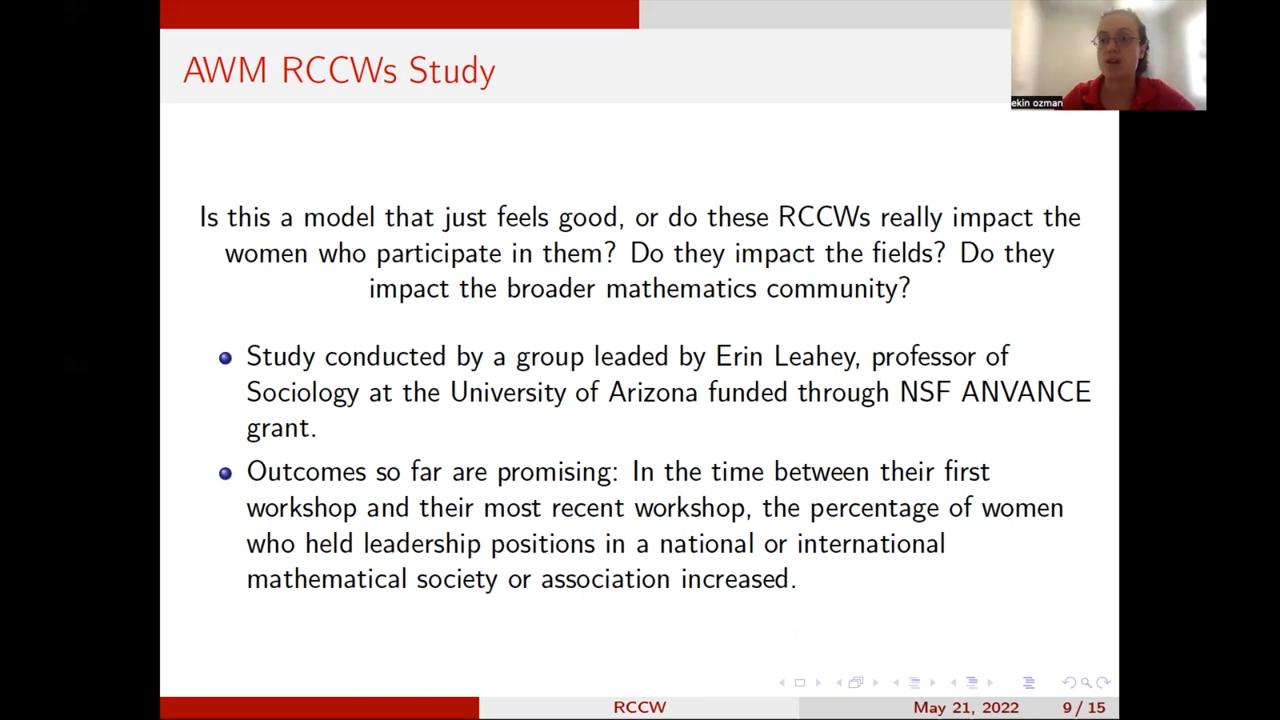 AWM RCCWs Study
ekin ozman
Is this a model that just feels good, or do these RCCWs really impact the
women who participate in them? Do they impact the fields? Do they
impact the broader mathematics community?
Study conducted by a group leaded by Erin Leahey, professor of
Sociology at the University of Arizona funded through NSF ANVANCE
grant.
Outcomes so far are promising: In the time between their first
workshop and their most recent workshop, the percentage of women
who held leadership positions in a national or international
mathematical society or association increased.
RCCW
May 21, 2022
9 / 15